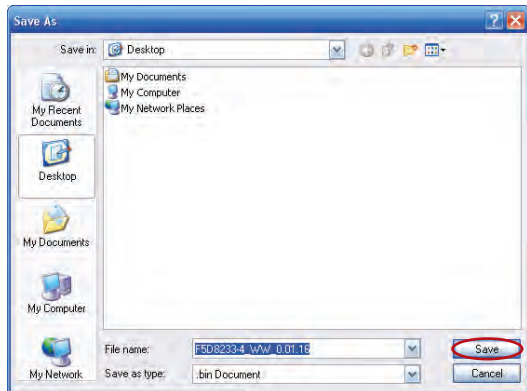 Save As
Save in:
Desktop
My Documents
My Computer
My Network Places
My Recent
Documents
Desktop
My Documents
My Computer
My Network
File name:
F5D8233-4_WW_0.01.16
Save
Save as type:
.bin Document
Cancel